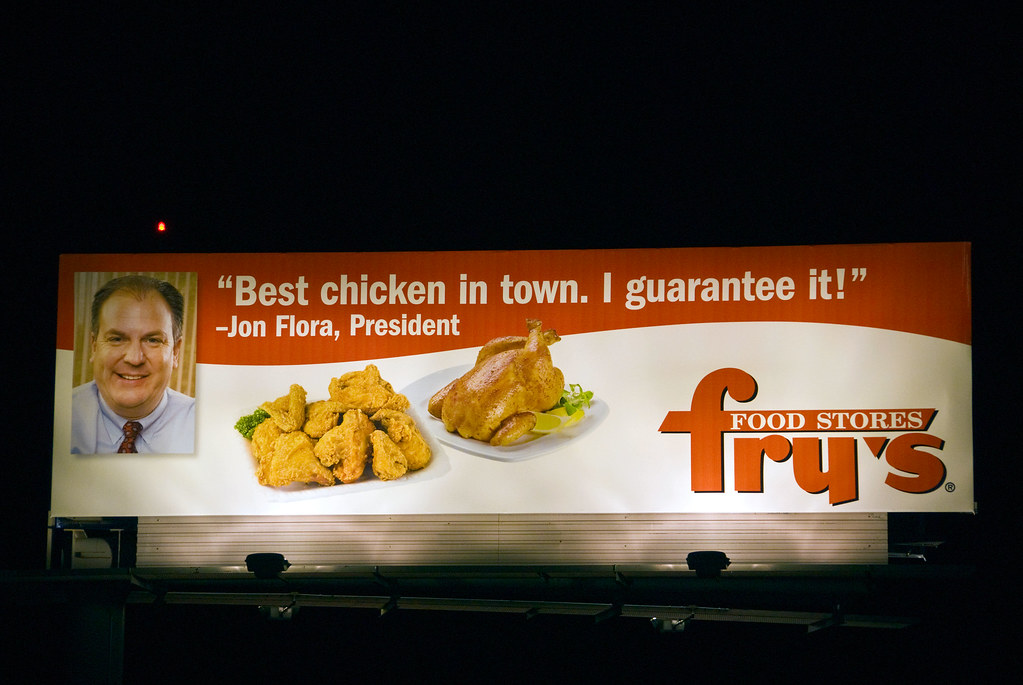 “Best chicken in town. I guarantee it!”
–Jon Flora, President
FOOD STORES
fry's
®